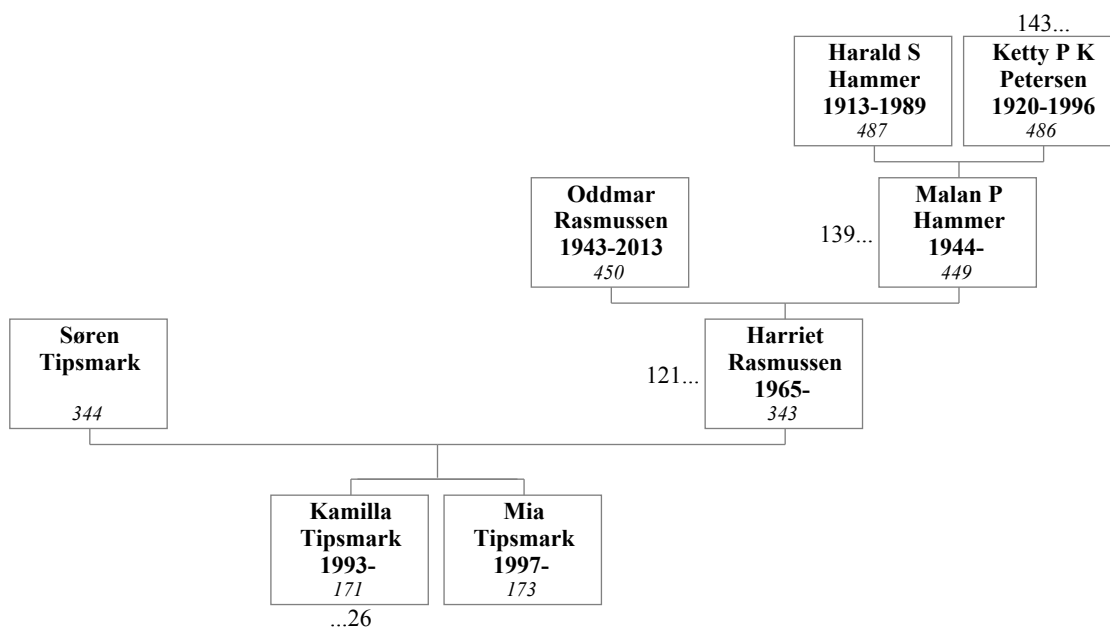 143...
Harald S
Hammer
1913-1989
487
Ketty P K
Petersen
1920-1996
486
Oddmar
Rasmussen
1943-2013
450
139...
Malan P
Hammer
1944-
449
Søren
Tipsmark
344
121...
Harriet
Rasmussen
1965-
343
Kamilla
Tipsmark
1993-
171
...26
Mia
Tipsmark
1997-
173